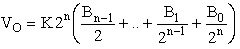 V_O = K 2^n ( B_{n-1}/2 + .. + B_1/2^{n-1} + B_0/2^n )